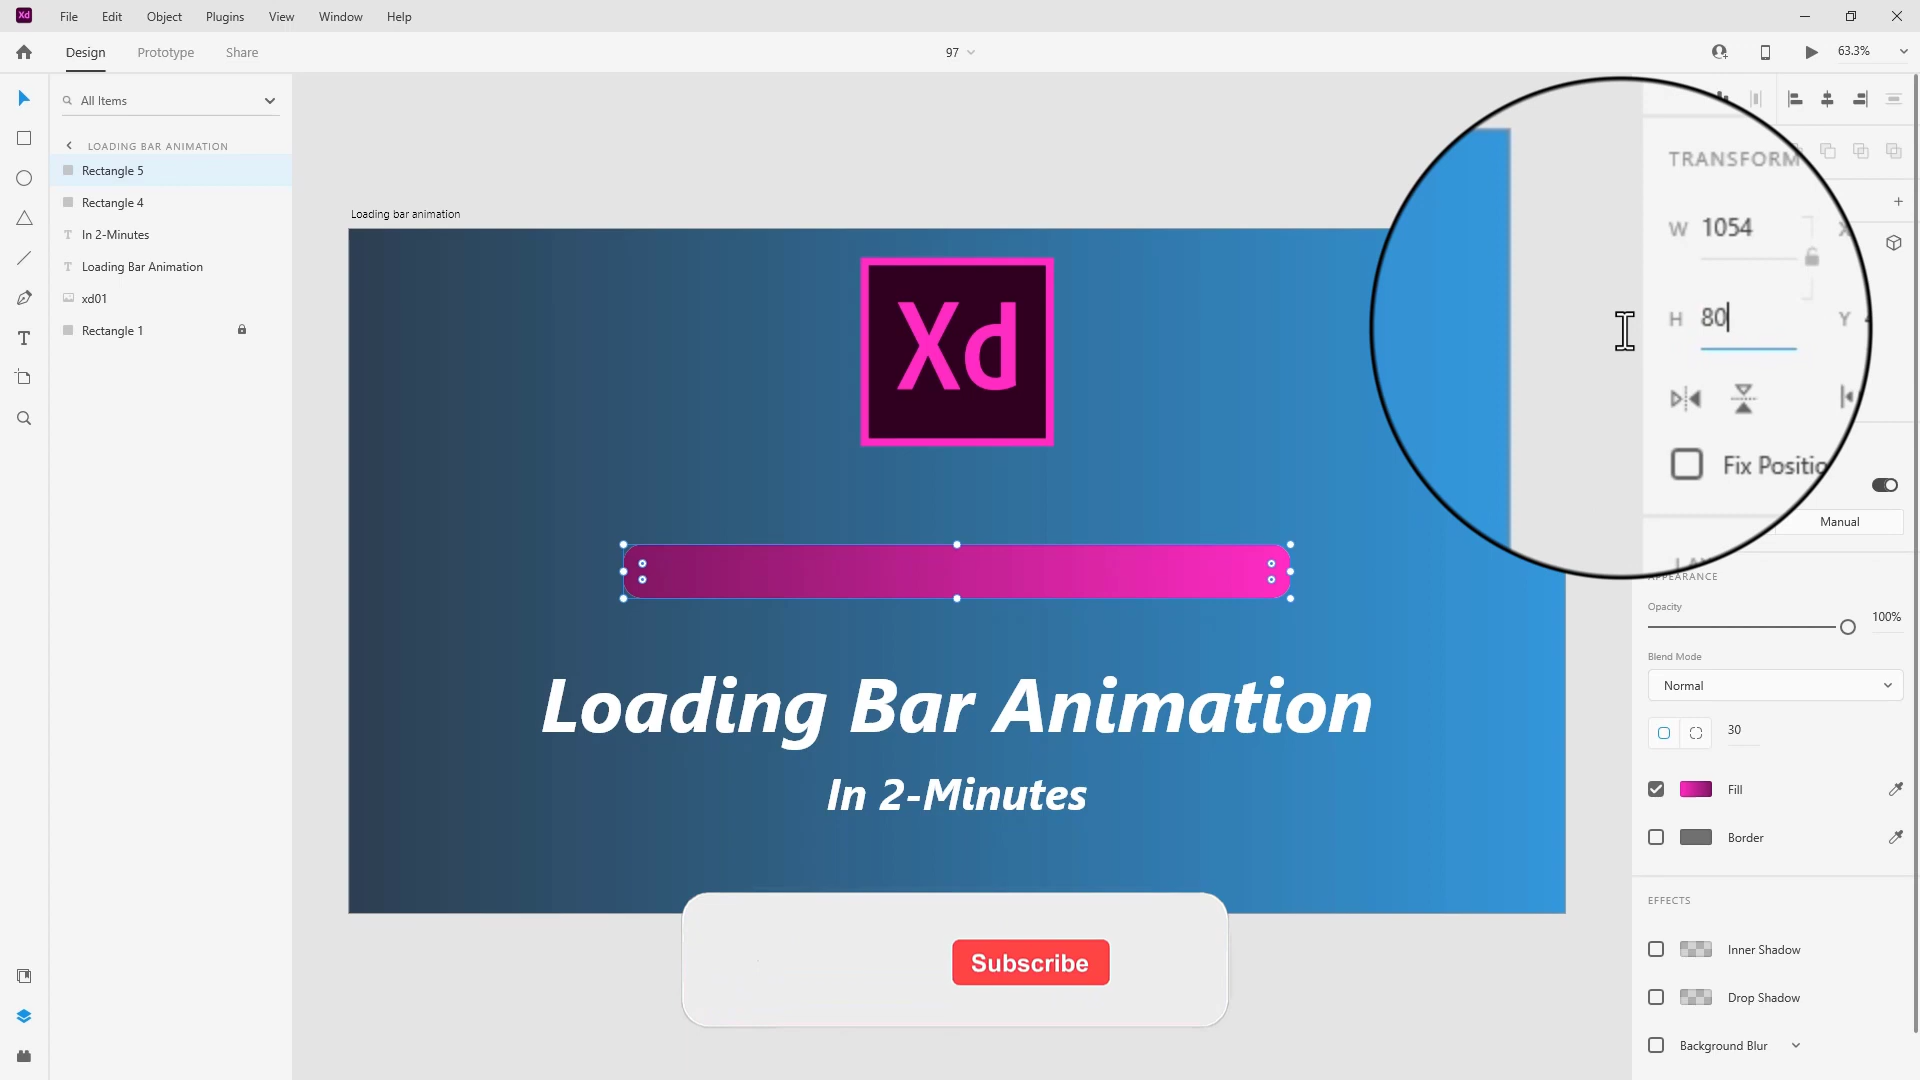 Xd File Edit Object Plugins View Window Help
Design Prototype Share 97 63.3%
All Items
LOADING BAR ANIMATION
Rectangle 5
Rectangle 4
In 2-Minutes
Loading Bar Animation
xd01
Rectangle 1
Loading bar animation
Xd
Loading Bar Animation
In 2-Minutes
Subscribe
TRANSFORM
W 1054
H 80 Y
Fix Positio
Manual
APPEARANCE
Opacity
100%
Blend Mode
Normal
30
Fill
Border
EFFECTS
Inner Shadow
Drop Shadow
Background Blur